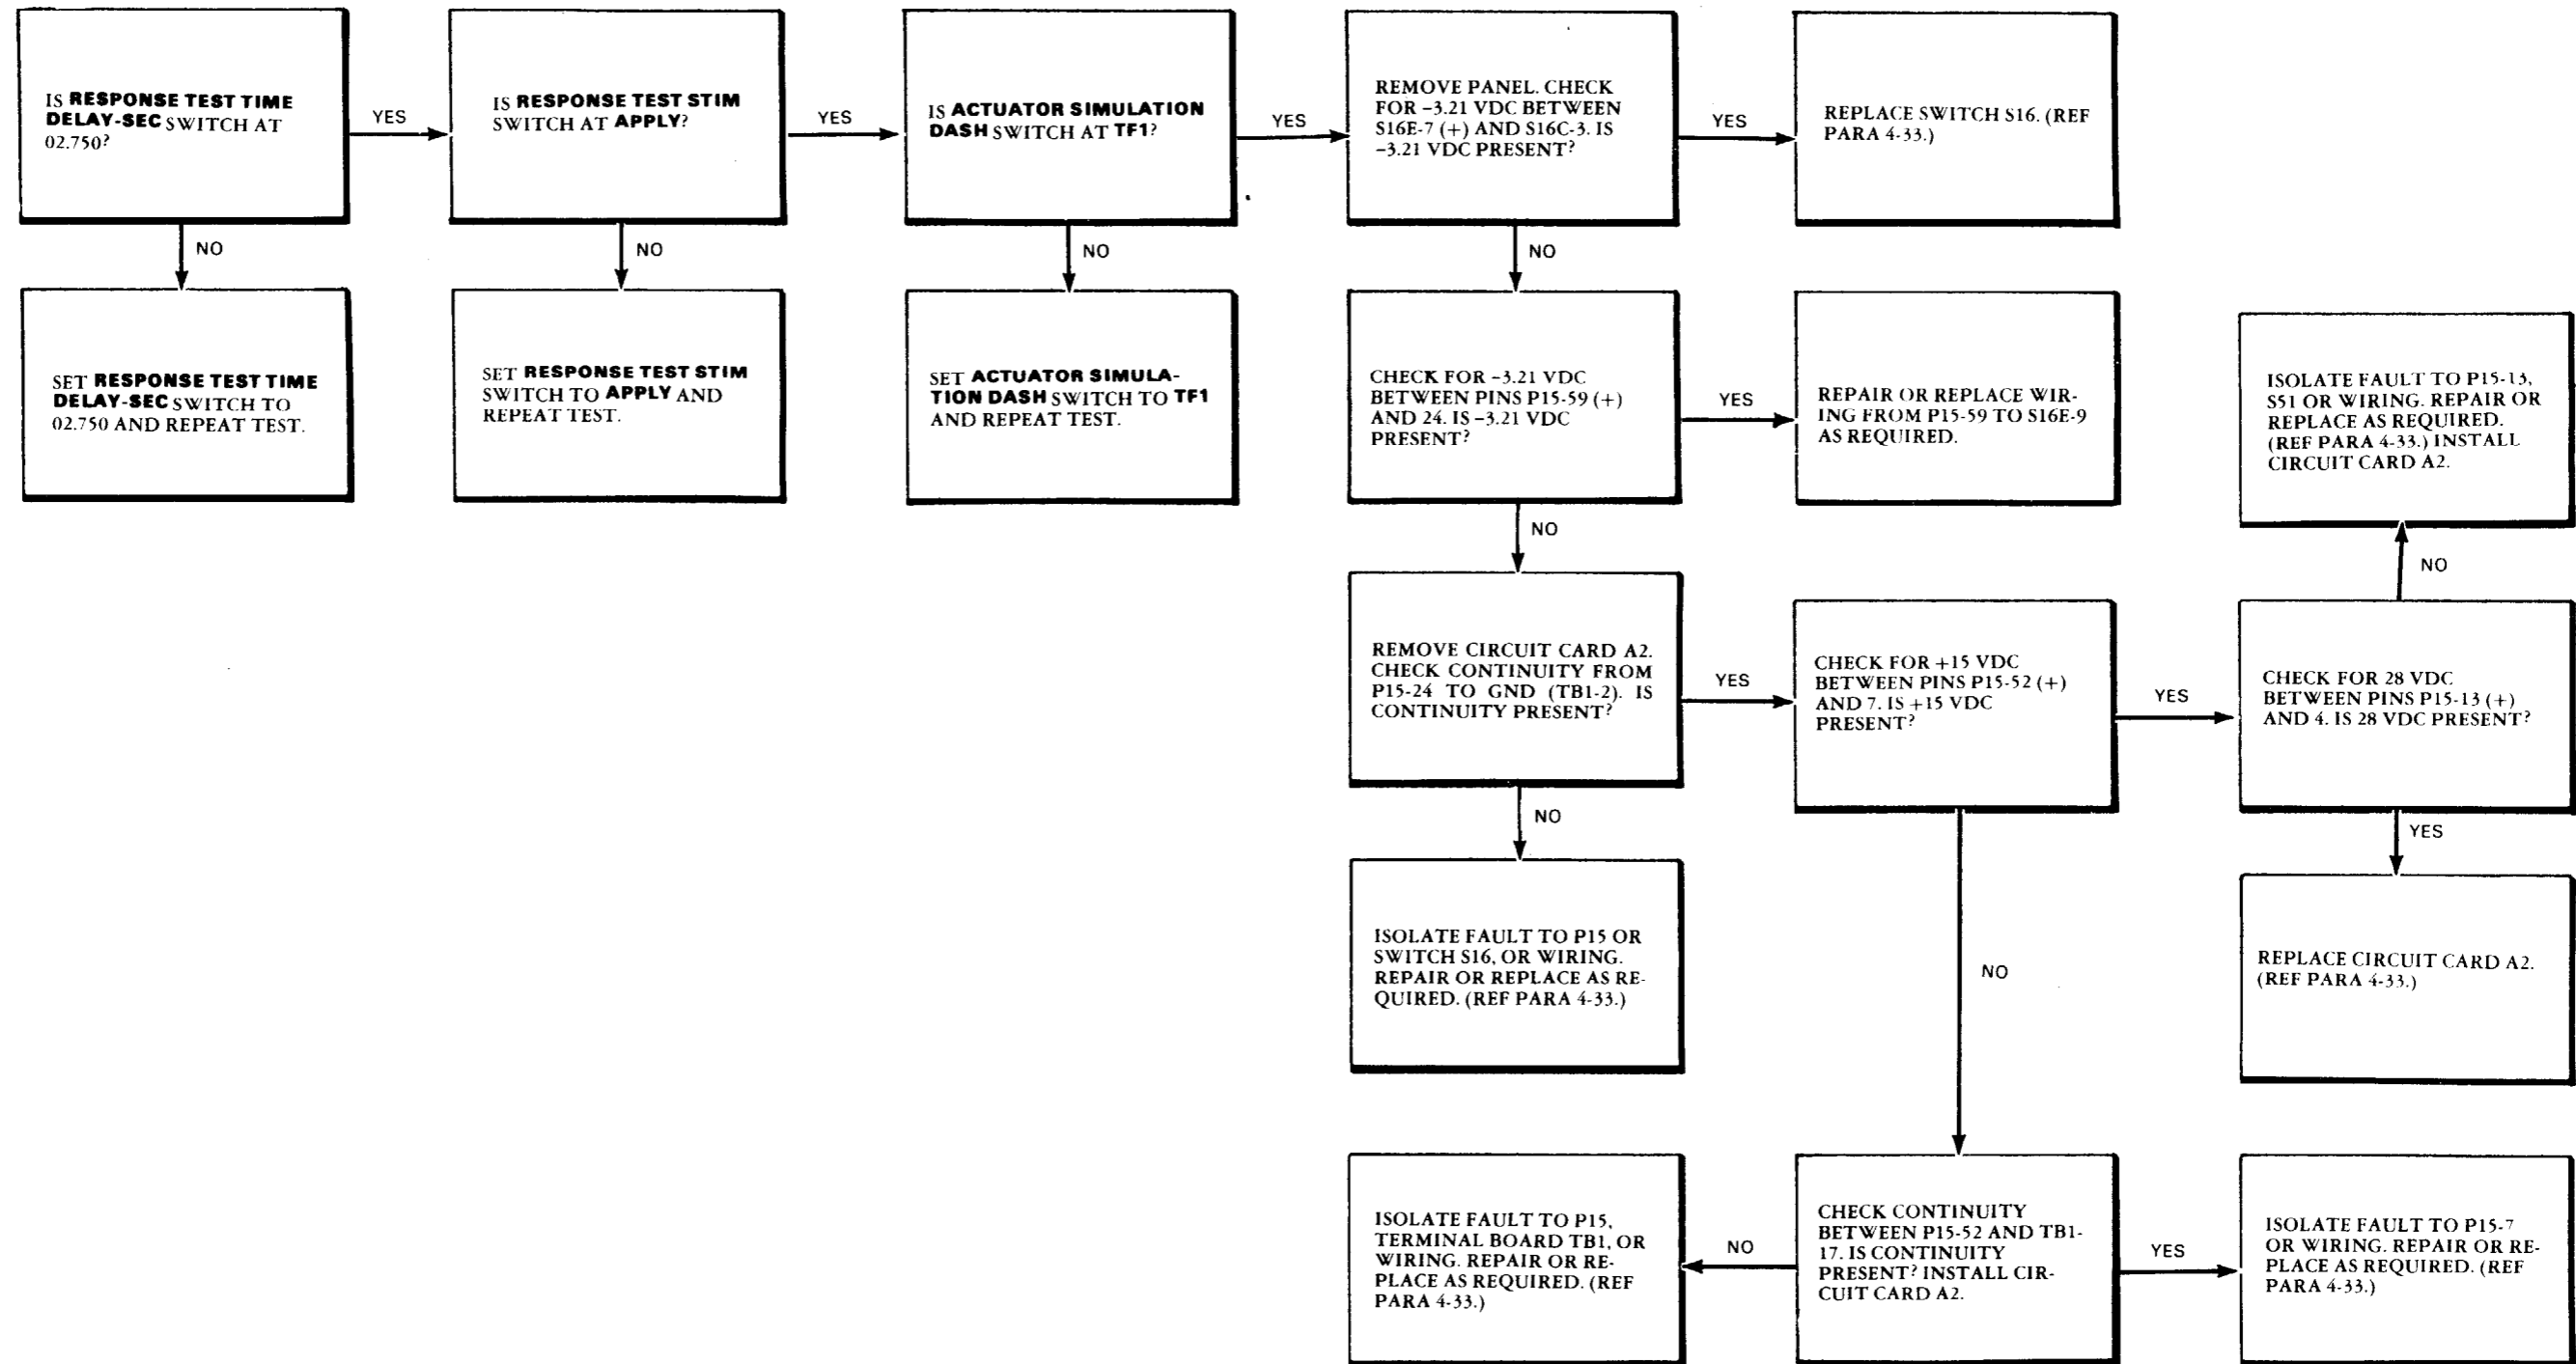 IS RESPONSE TEST TIME
DELAY-SEC SWITCH AT
02.750?
YES
IS RESPONSE TEST STIM
SWITCH AT APPLY?
YES
IS ACTUATOR SIMULATION
DASH SWITCH AT TF1?
YES
REMOVE PANEL. CHECK
FOR -3.21 VDC BETWEEN
S16E-7 (+) AND S16C-3. IS
-3.21 VDC PRESENT?
YES
REPLACE SWITCH S16. (REF
PARA 4-33.)
NO
NO
NO
NO
SET RESPONSE TEST TIME
DELAY-SEC SWITCH TO
02.750 AND REPEAT TEST.
SET RESPONSE TEST STIM
SWITCH TO APPLY AND
REPEAT TEST.
SET ACTUATOR SIMULA-
TION DASH SWITCH TO TF1
AND REPEAT TEST.
CHECK FOR -3.21 VDC
BETWEEN PINS P15-59 (+)
AND 24. IS -3.21 VDC
PRESENT?
YES
REPAIR OR REPLACE WIR-
ING FROM P15-59 TO S16E-9
AS REQUIRED.
ISOLATE FAULT TO P15-13,
S51 OR WIRING. REPAIR OR
REPLACE AS REQUIRED.
(REF PARA 4-33.) INSTALL
CIRCUIT CARD A2.
NO
NO
REMOVE CIRCUIT CARD A2.
CHECK CONTINUITY FROM
P15-24 TO GND (TB1-2). IS
CONTINUITY PRESENT?
YES
CHECK FOR +15 VDC
BETWEEN PINS P15-52 (+)
AND 7. IS +15 VDC
PRESENT?
YES
CHECK FOR 28 VDC
BETWEEN PINS P15-13 (+)
AND 4. IS 28 VDC PRESENT?
NO
YES
ISOLATE FAULT TO P15 OR
SWITCH S16, OR WIRING.
REPAIR OR REPLACE AS RE-
QUIRED. (REF PARA 4-33.)
NO
REPLACE CIRCUIT CARD A2.
(REF PARA 4-33.)
ISOLATE FAULT TO P15,
TERMINAL BOARD TB1, OR
WIRING. REPAIR OR RE-
PLACE AS REQUIRED. (REF
PARA 4-33.)
NO
CHECK CONTINUITY
BETWEEN P15-52 AND TB1-
17. IS CONTINUITY
PRESENT? INSTALL CIR-
CUIT CARD A2.
YES
ISOLATE FAULT TO P15-7
OR WIRING. REPAIR OR RE-
PLACE AS REQUIRED. (REF
PARA 4-33.)